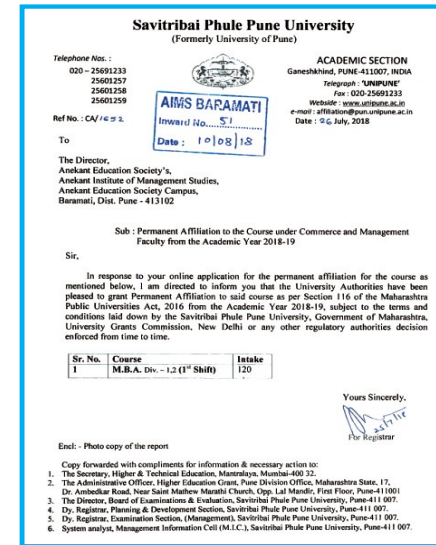 Savitribai Phule Pune University
(Formerly University of Pune)
Telephone Nos. :
020 – 25691233
25601257
25601258
25601259
Ref No. : CA/1652
ACADEMIC SECTION
Ganeshkhind, PUNE-411007, INDIA
Telegraph : 'UNIPUNE'
Fax : 020-25691233
Webside : www.unipune.ac.in
e-mail : affiliation@pun.unipune.ac.in
Date : 26 July, 2018
AIMS BARAMATI
Inward No. 51
Date : 10/08/18
To
The Director,
Anekant Education Society's,
Anekant Institute of Management Studies,
Anekant Education Society Campus,
Baramati, Dist. Pune - 413102
Sub : Permanent Affiliation to the Course under Commerce and Management
Faculty from the Academic Year 2018-19
Sir,
In response to your online application for the permanent affiliation for the course as
mentioned below, I am directed to inform you that the University Authorities have been
pleased to grant Permanent Affiliation to said course as per Section 116 of the Maharashtra
Public Universities Act, 2016 from the Academic Year 2018-19, subject to the terms and
conditions laid down by the Savitribai Phule Pune University, Government of Maharashtra,
University Grants Commission, New Delhi or any other regulatory authorities decision
enforced from time to time.
Sr. No. Course Intake
1 M.B.A. Div. – 1,2 (1st Shift) 120
Yours Sincerely,
25/7/18
For Registrar
Encl: - Photo copy of the report
Copy forwarded with compliments for information & necessary action to:
1. The Secretary, Higher & Technical Education, Mantralaya, Mumbai-400 32.
2. The Administrative Officer, Higher Education Grant, Pune Division Office, Maharashtra State, 17,
Dr. Ambedkar Road, Near Saint Mathew Marathi Church, Opp. Lal Mandir, First Floor, Pune-411001
3. The Director, Board of Examinations & Evaluation, Savitribai Phule Pune University, Pune-411 007.
4. Dy. Registrar, Planning & Development Section, Savitribai Phule Pune University, Pune-411 007.
5. Dy. Registrar, Examination Section, (Management), Savitribai Phule Pune University, Pune-411 007.
6. System analyst, Management Information Cell (M.I.C.), Savitribai Phule Pune University, Pune-411 007.